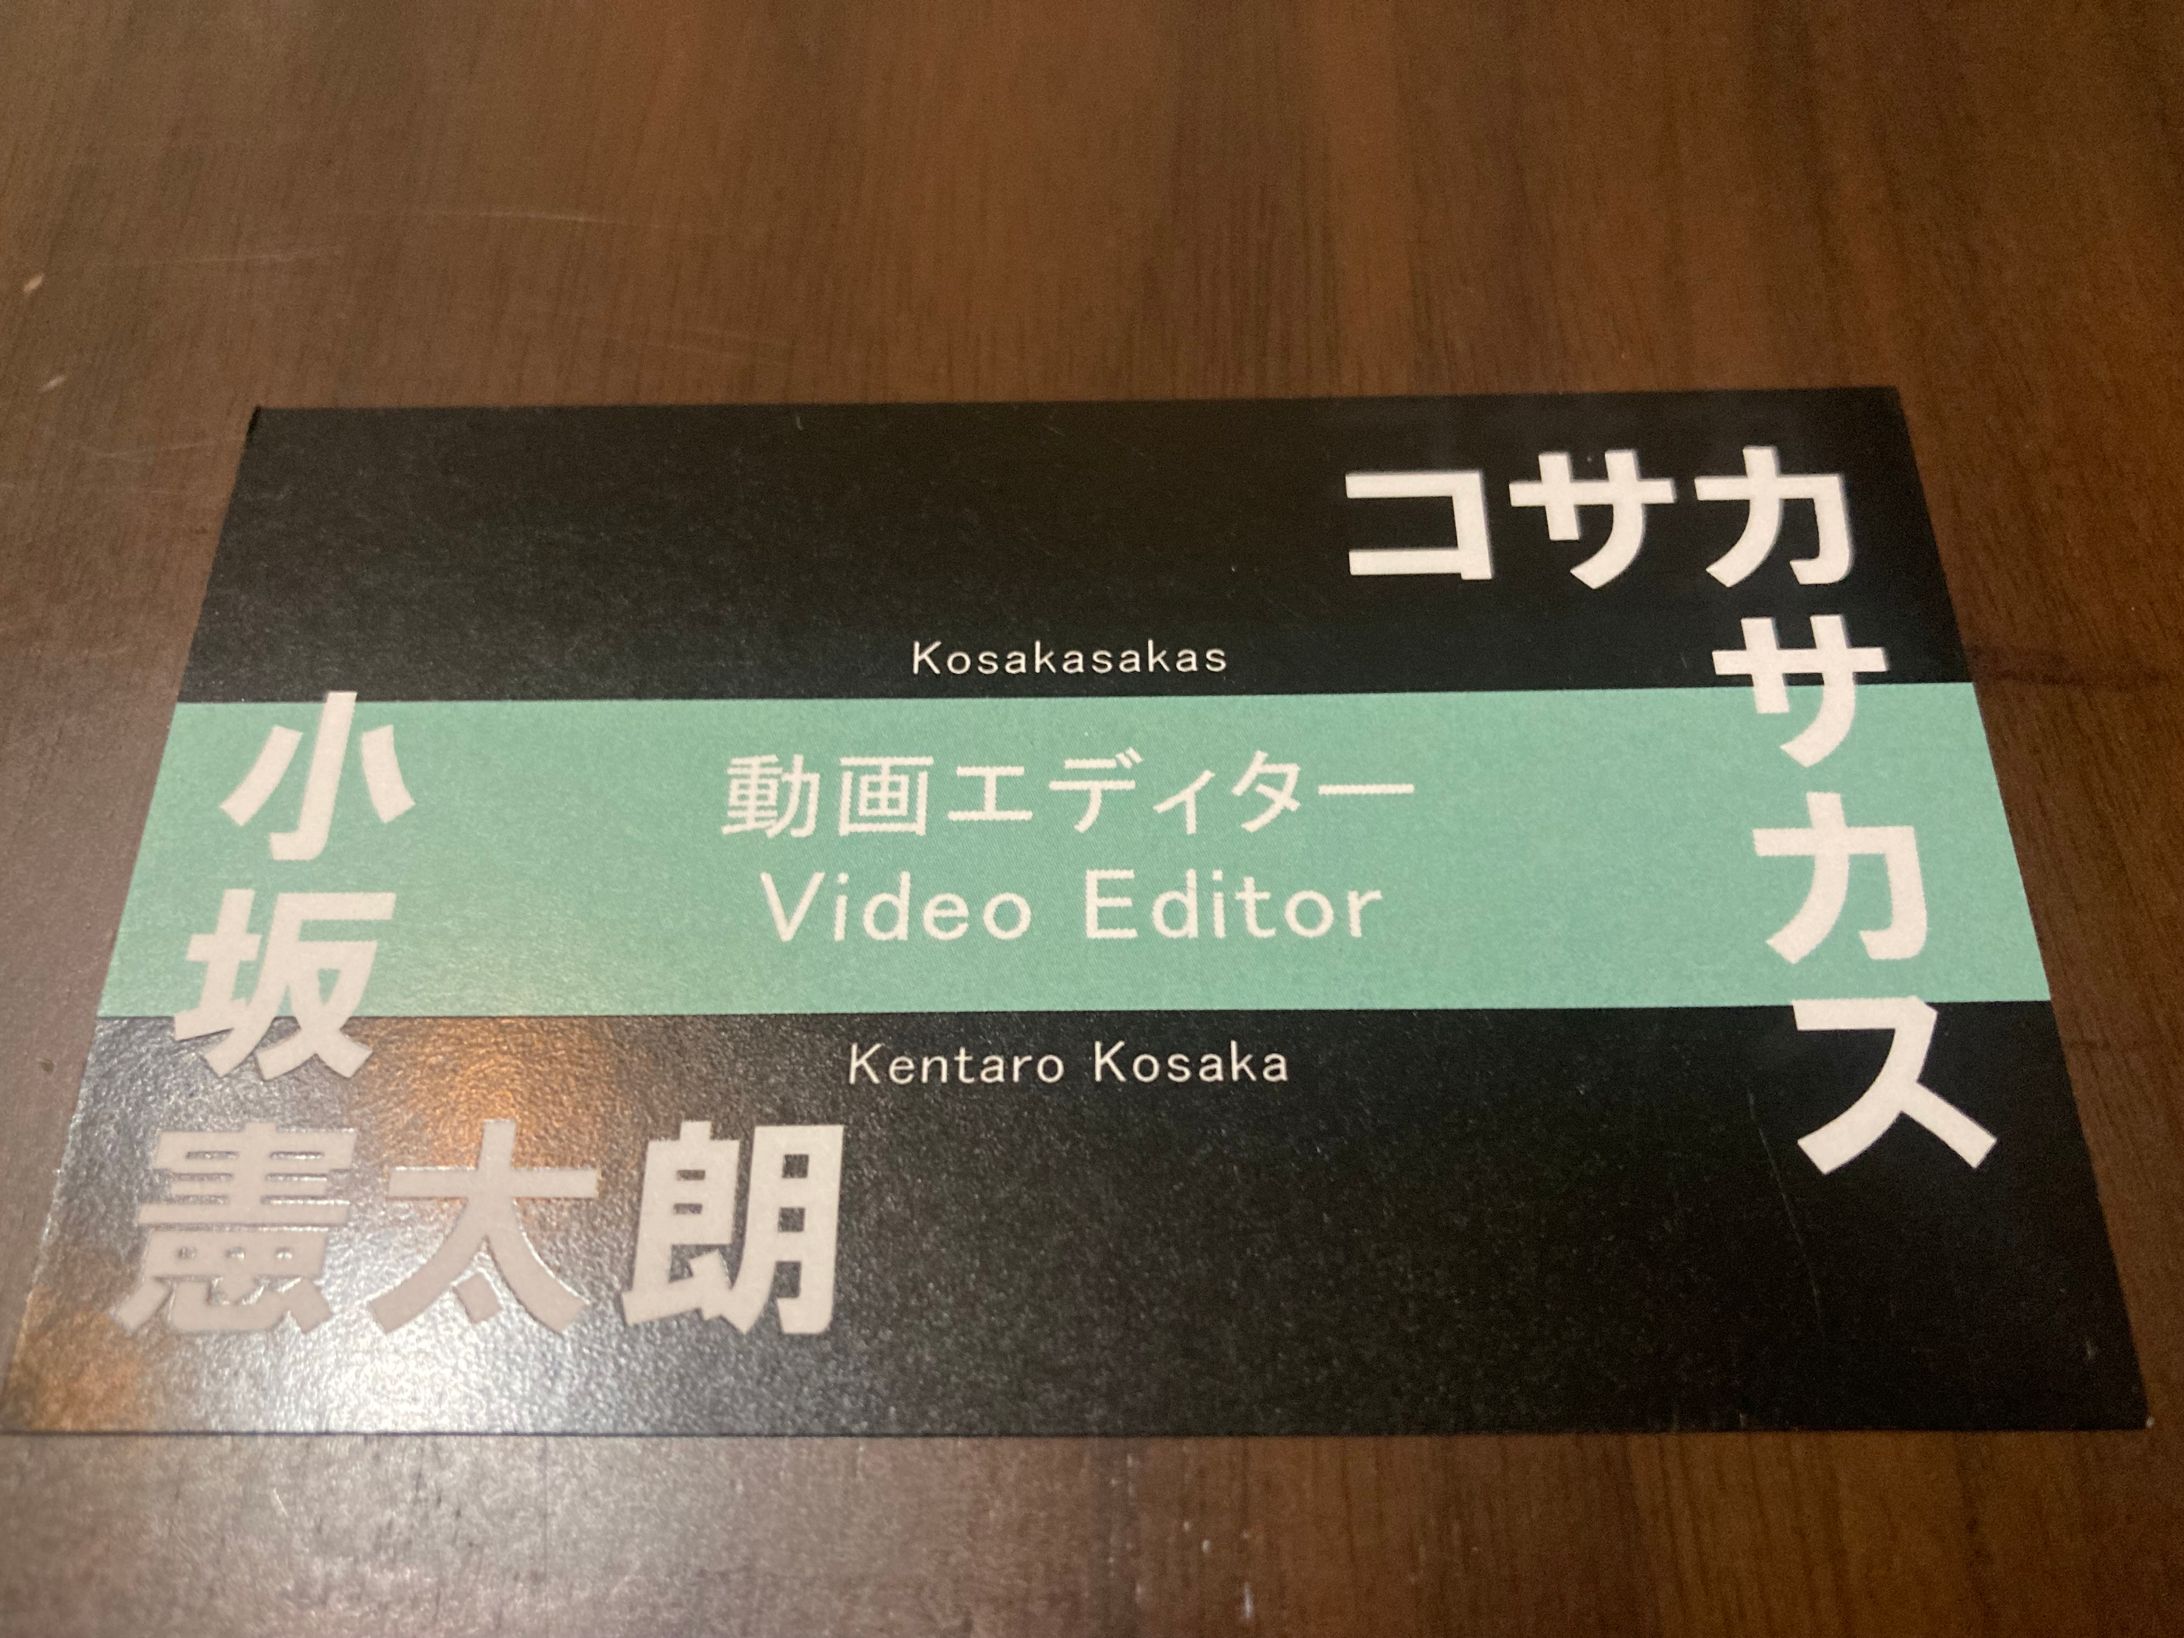 コサカサカス
Kosakasakas
動画エディター
Video Editor
Kentaro Kosaka
小坂憲太朗